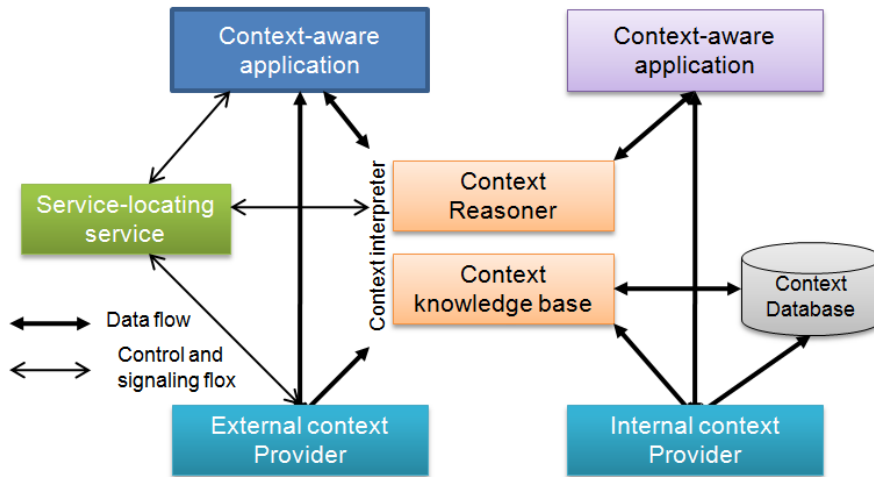 Context-aware
application
Context-aware
application
Service-locating
service
Context interpreter
Context
Reasoner
Context
knowledge base
Context
Database
Data flow
Control and
signaling flox
External context
Provider
Internal context
Provider